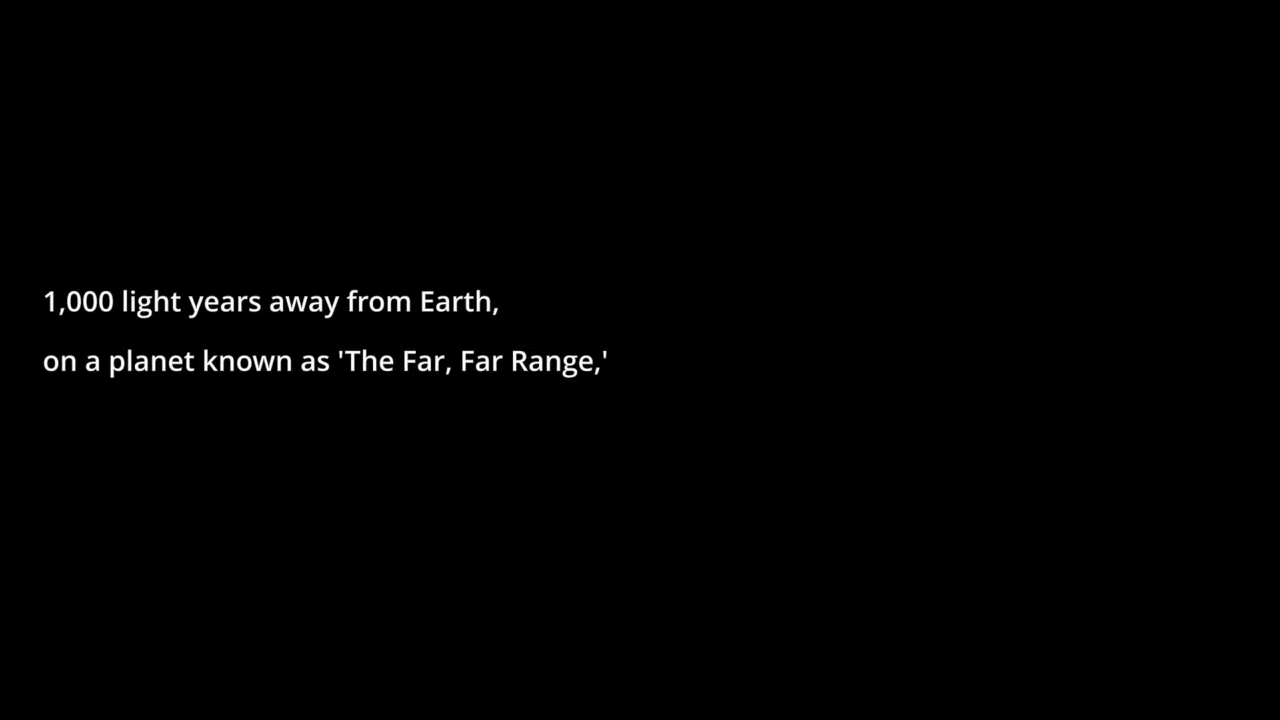 1,000 light years away from Earth,
on a planet known as 'The Far, Far Range,'